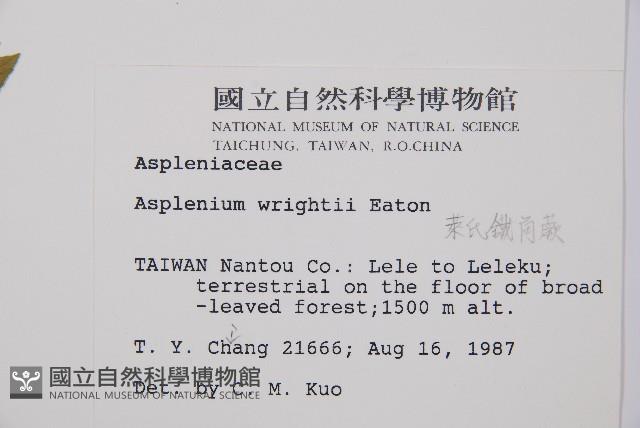 國立自然科學博物館
NATIONAL MUSEUM OF NATURAL SCIENCE
TAICHUNG, TAIWAN, R.O.CHINA
Aspleniaceae
Asplenium wrightii Eaton
萊氏鐵角蕨
TAIWAN Nantou Co.: Lele to Leleku;
terrestrial on the floor of broad
-leaved forest;1500 m alt.
T. Y. Chang 21666; Aug 16, 1987
Det. by C. M. Kuo
國立自然科學博物館
NATIONAL MUSEUM OF NATURAL SCIENCE